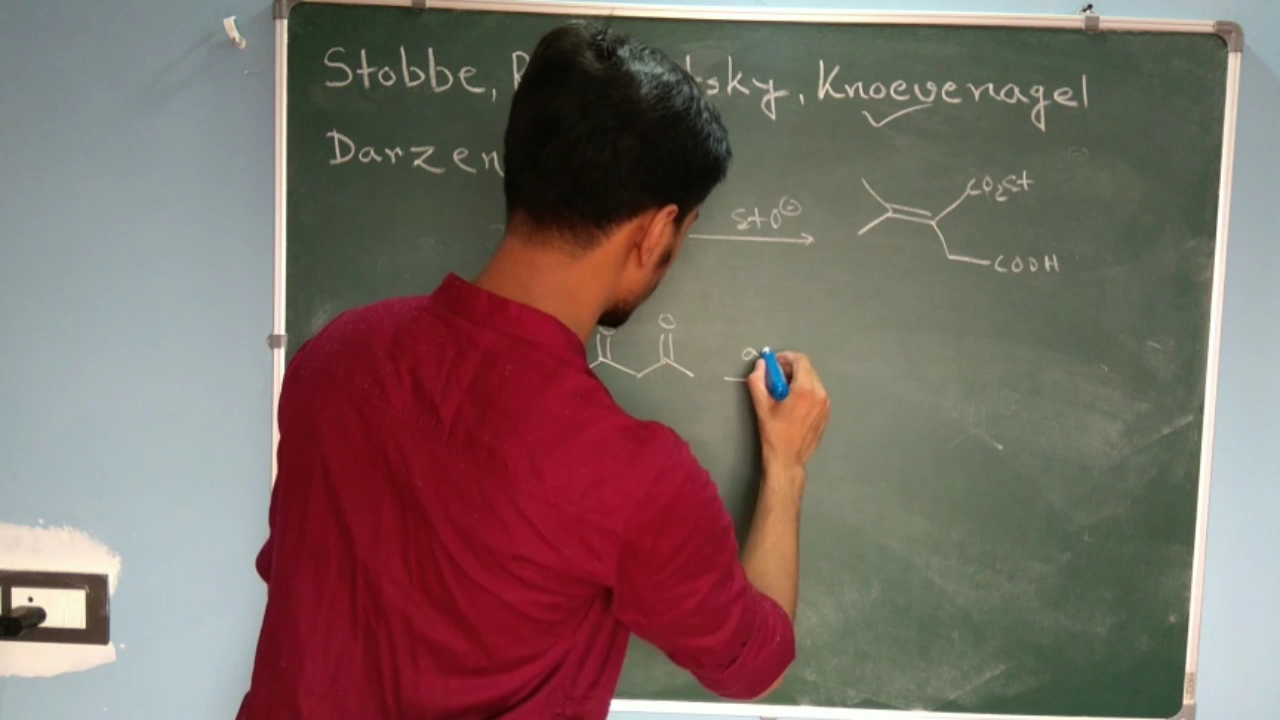 Stobbe, sky, Knoevenagel
Darzen
EtO⊖
CO2Et
COOH
O O
a